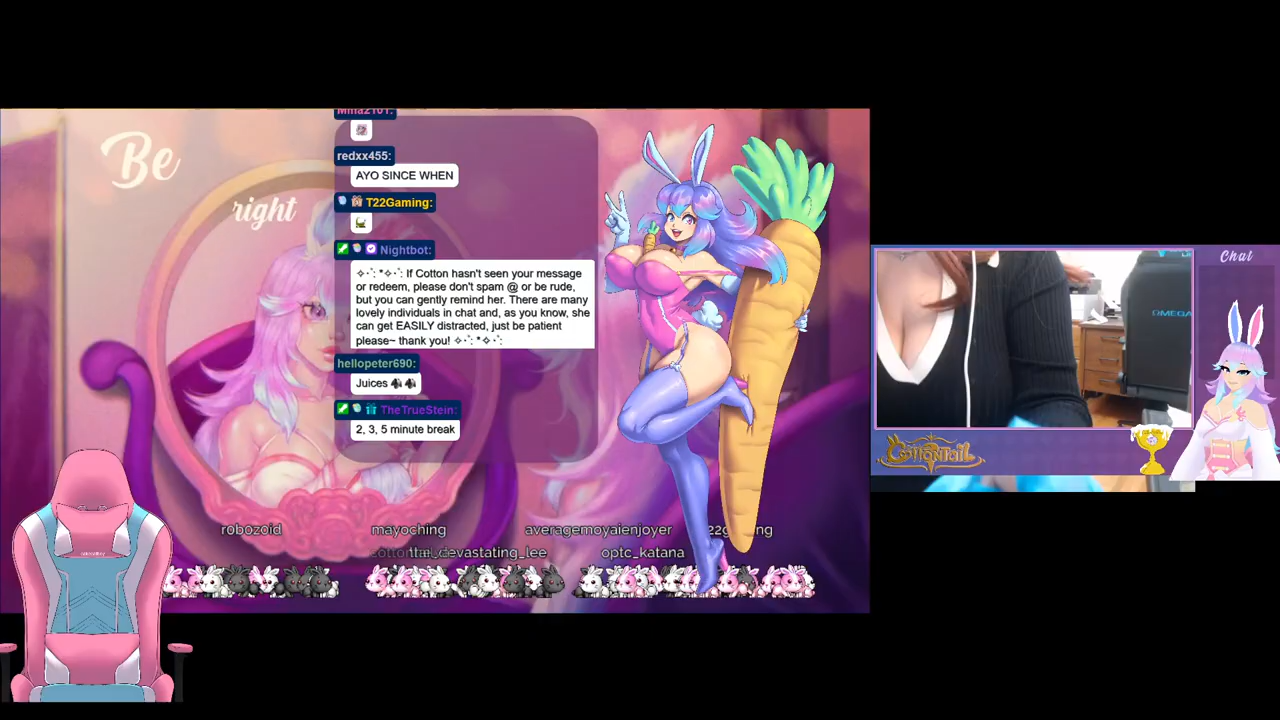 Be
right
Mina2101:
redxx455:
AYO SINCE WHEN
T22Gaming:
Nightbot:
✧･ﾟ: *✧･ﾟ: If Cotton hasn't seen your message
or redeem, please don't spam @ or be rude,
but you can gently remind her. There are many
lovely individuals in chat and, as you know, she
can get EASILY distracted, just be patient
please~ thank you! ✧･ﾟ: *✧･ﾟ:
hellopeter690:
Juices
TheTrueStein:
2, 3, 5 minute break
r0b0zoid
mayoching
averagemoyaienjoyer
devastating_lee
optc_katana
Chat
OMEGA
CottonTail